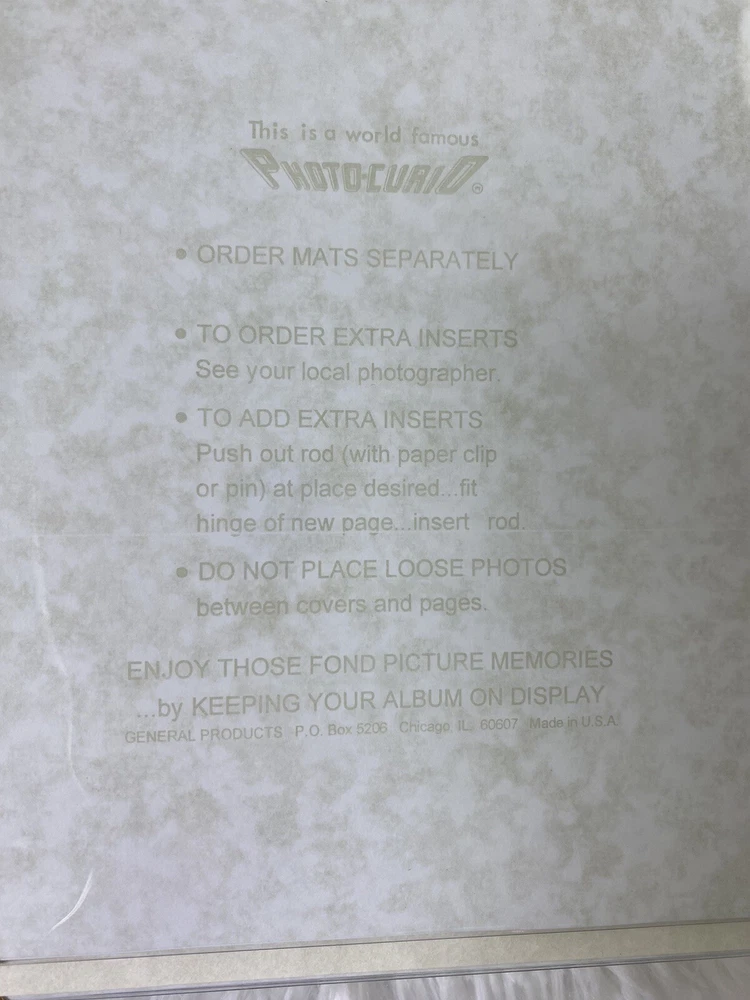 This is a world famous
PHOTO-CURIO®
• ORDER MATS SEPARATELY
• TO ORDER EXTRA INSERTS
See your local photographer.
• TO ADD EXTRA INSERTS
Push out rod (with paper clip
or pin) at place desired...fit
hinge of new page...insert rod.
• DO NOT PLACE LOOSE PHOTOS
between covers and pages.
ENJOY THOSE FOND PICTURE MEMORIES
...by KEEPING YOUR ALBUM ON DISPLAY
GENERAL PRODUCTS P.O. Box 5206 Chicago, IL. 60607 Made in U.S.A.